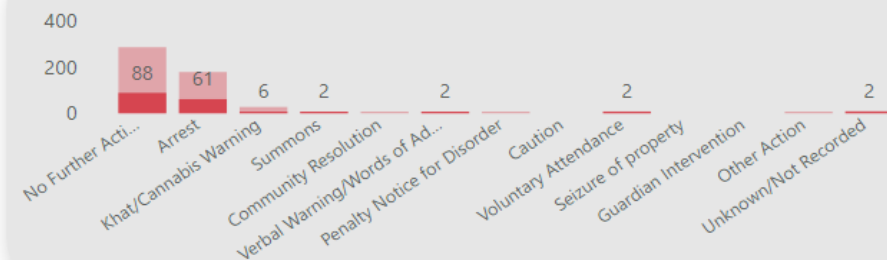 400
200
0
88
61
6
2
2
2
2
No Further Acti...
Arrest
Khat/Cannabis Warning
Summons
Community Resolution
Verbal Warning/Words of Ad...
Penalty Notice for Disorder
Caution
Voluntary Attendance
Seizure of property
Guardian Intervention
Other Action
Unknown/Not Recorded